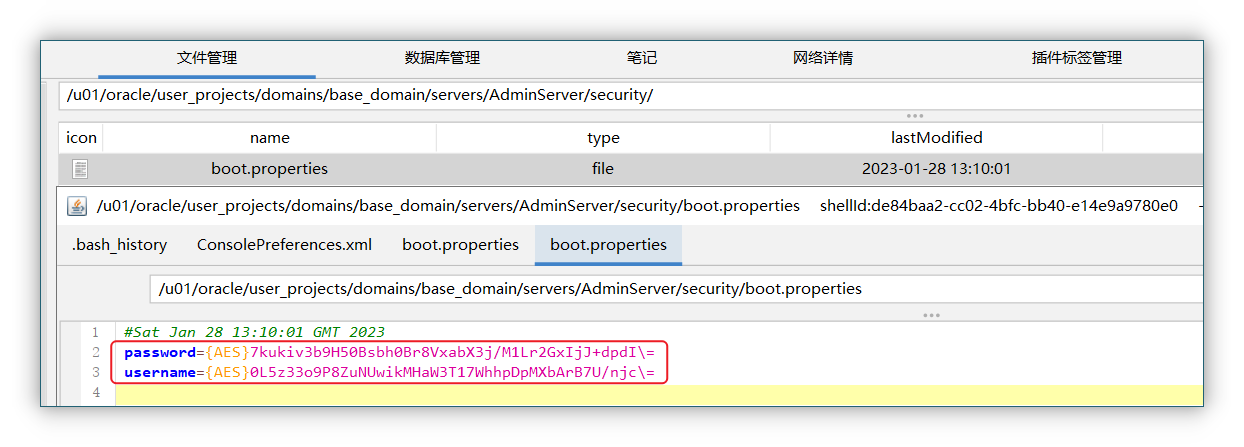 文件管理 数据库管理 笔记 网络详情 插件标签管理
/u01/oracle/user_projects/domains/base_domain/servers/AdminServer/security/
icon name type lastModified
boot.properties file 2023-01-28 13:10:01
/u01/oracle/user_projects/domains/base_domain/servers/AdminServer/security/boot.properties shellId:de84baa2-cc02-4bfc-bb40-e14e9a9780e0 -
.bash_history ConsolePreferences.xml boot.properties boot.properties
/u01/oracle/user_projects/domains/base_domain/servers/AdminServer/security/boot.properties
1 #Sat Jan 28 13:10:01 GMT 2023
2 password={AES}7kukiv3b9H50Bsbh0Br8VxabX3j/M1Lr2GxIjJ+dpdI\=
3 username={AES}0L5z33o9P8ZuNUwikMHaW3T17WhhpDpMXbArB7U/njc\=
4